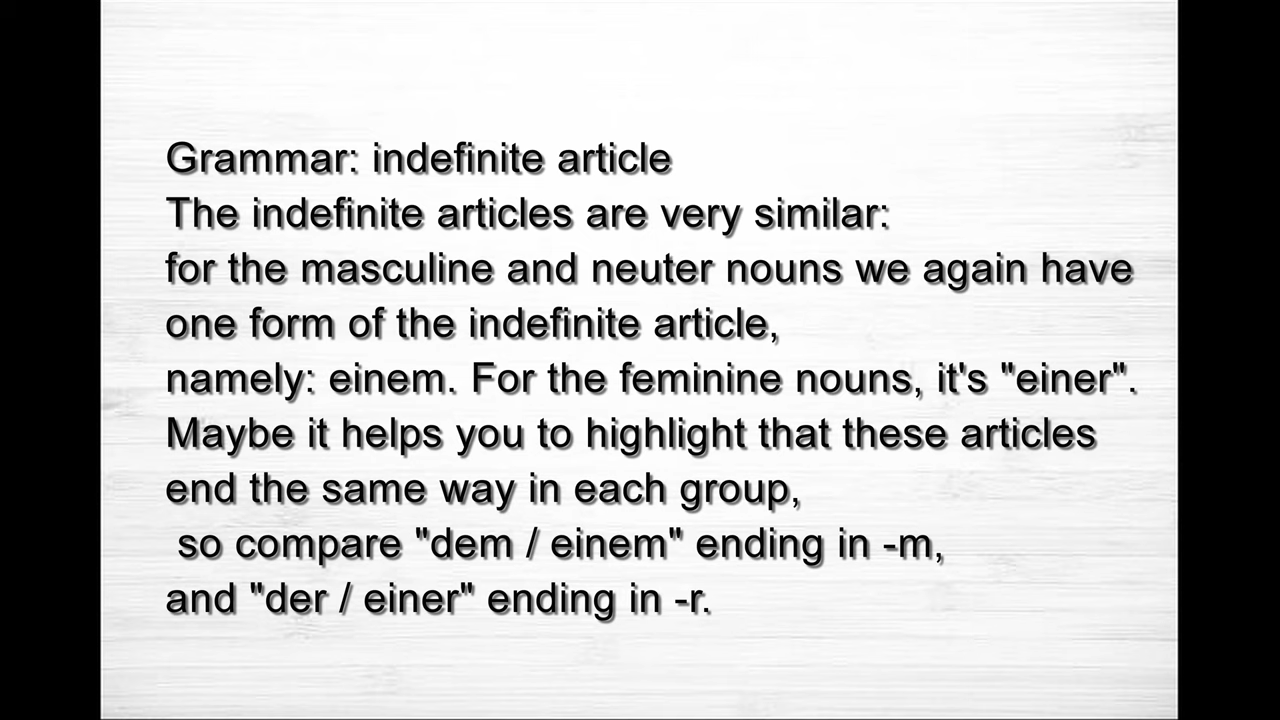 Grammar: indefinite article
The indefinite articles are very similar:
for the masculine and neuter nouns we again have
one form of the indefinite article,
namely: einem. For the feminine nouns, it's "einer".
Maybe it helps you to highlight that these articles
end the same way in each group,
so compare "dem / einem" ending in -m,
and "der / einer" ending in -r.